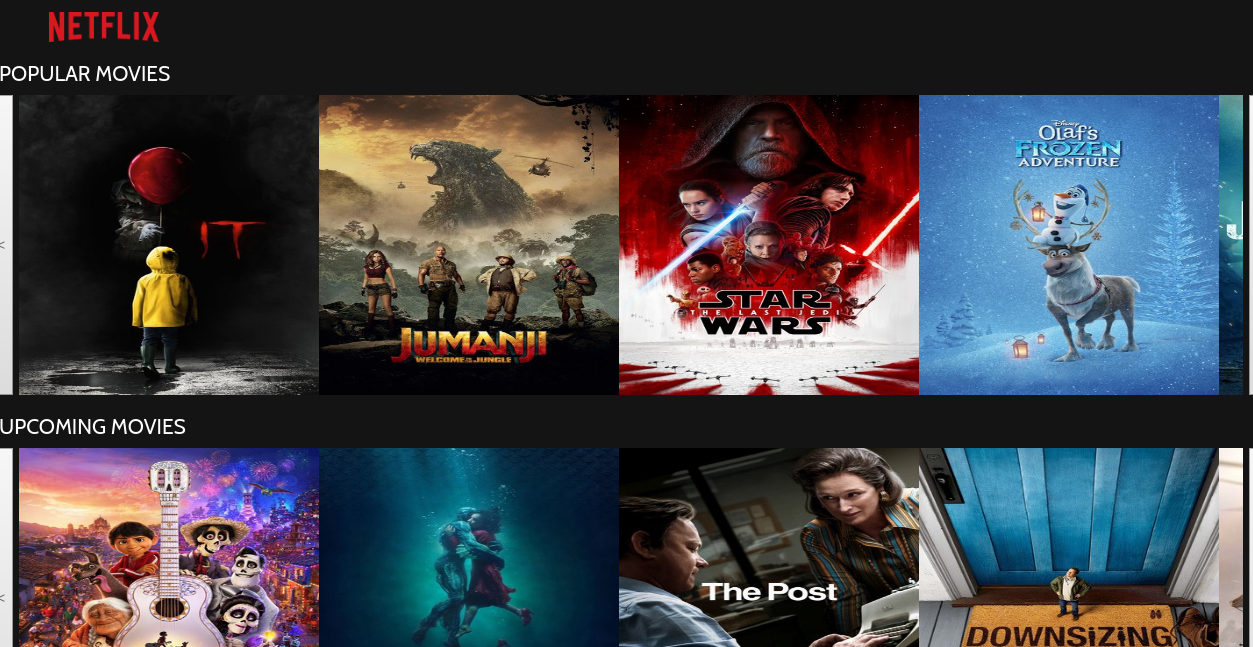 NETFLIX
POPULAR MOVIES
<
IT
JUMANJI
WELCOME TO THE JUNGLE
STAR
THE LAST JEDI
WARS
Disney
Olaf's
FROZEN
ADVENTURE
UPCOMING MOVIES
<
The Post
DOWNSIZING